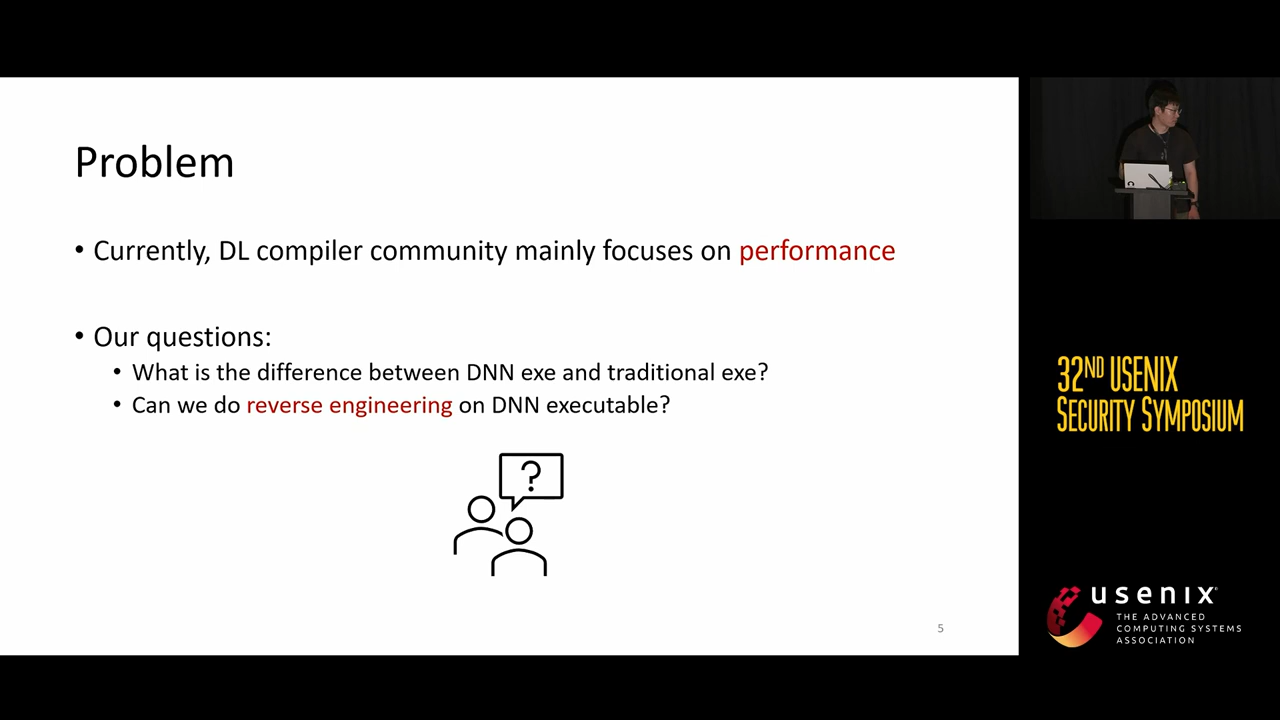 Problem
• Currently, DL compiler community mainly focuses on performance
• Our questions:
• What is the difference between DNN exe and traditional exe?
• Can we do reverse engineering on DNN executable?
?
5
32ND USENIX
SECURITY SYMPOSIUM
usenix
THE ADVANCED
COMPUTING SYSTEMS
ASSOCIATION